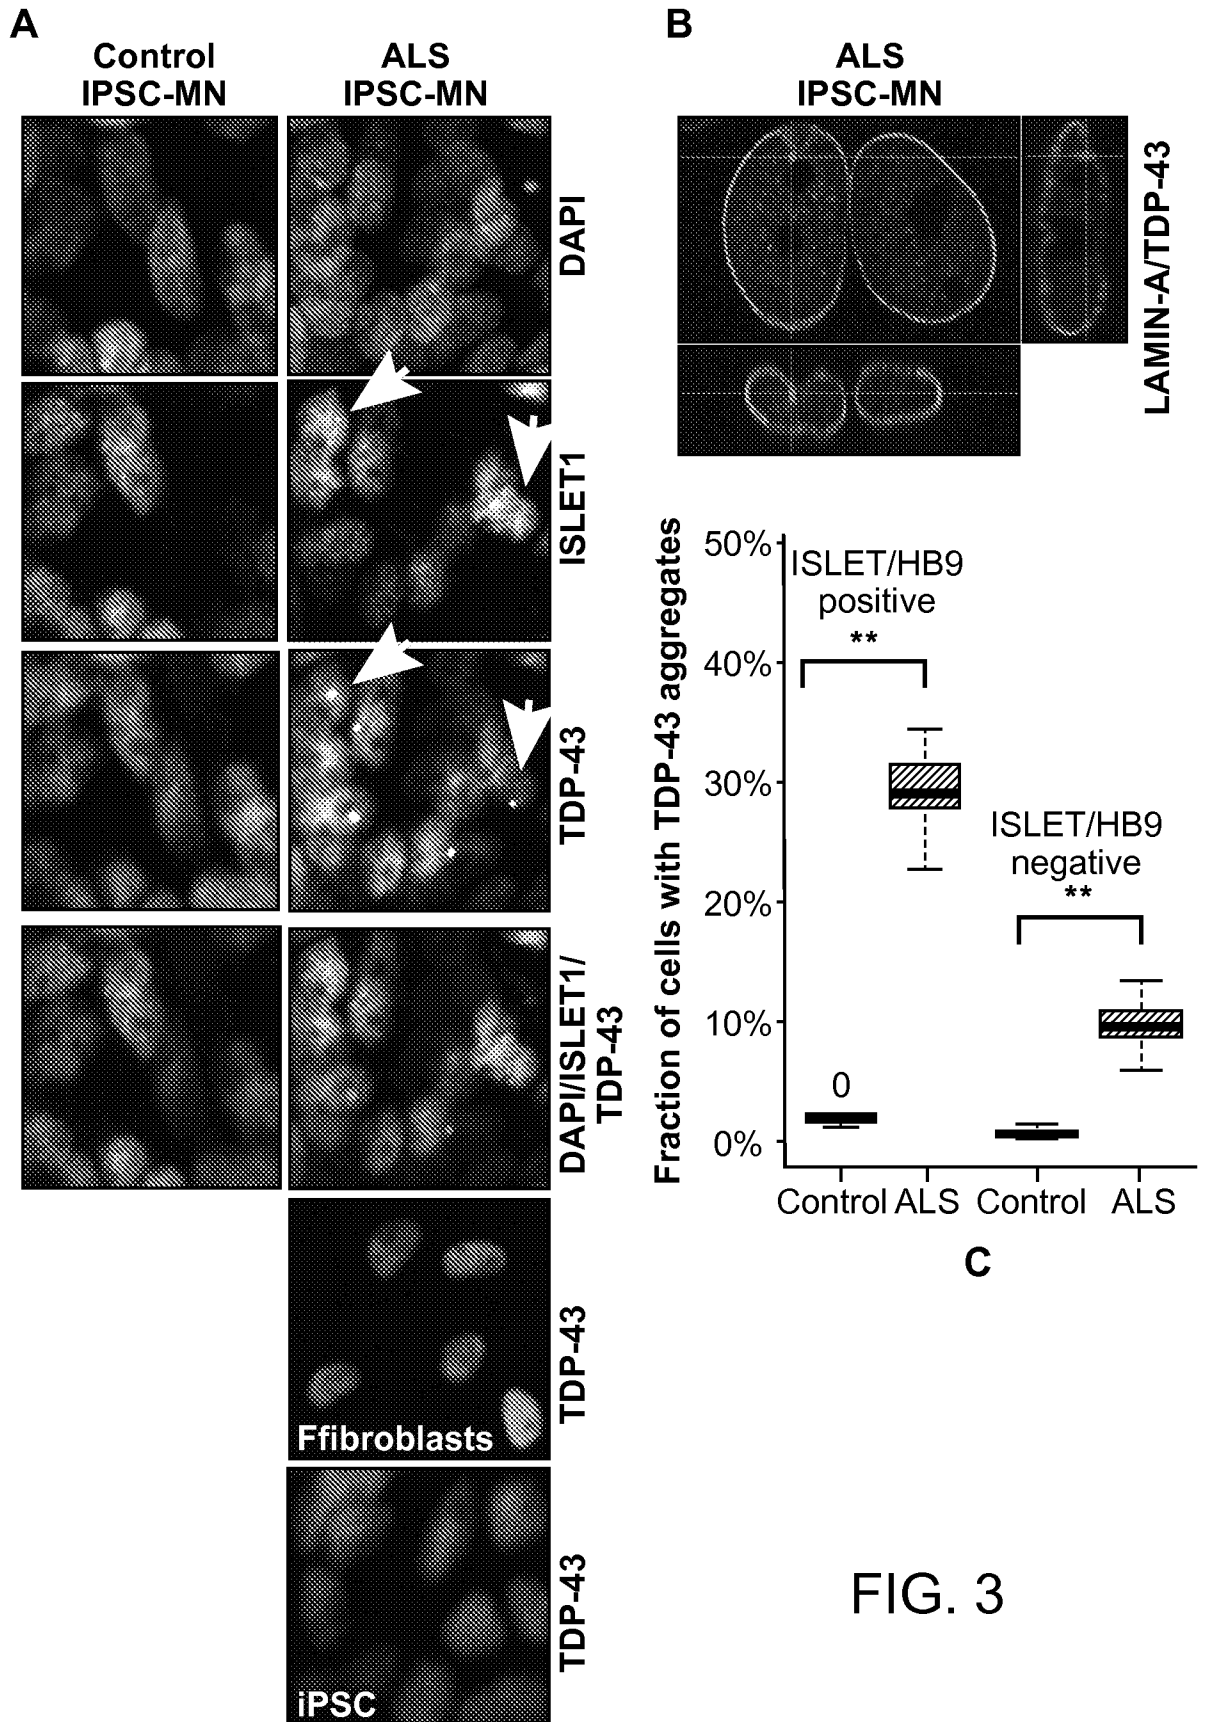 A
Control
IPSC-MN
ALS
IPSC-MN
DAPI
ISLET1
TDP-43
DAPI/ISLET1/
TDP-43
Ffibroblasts
TDP-43
iPSC
TDP-43
B
ALS
IPSC-MN
LAMIN-A/TDP-43
Fraction of cells with TDP-43 aggregates
50%
40%
30%
20%
10%
0%
ISLET/HB9
positive
**
ISLET/HB9
negative
**
0
Control ALS Control ALS
C
FIG. 3